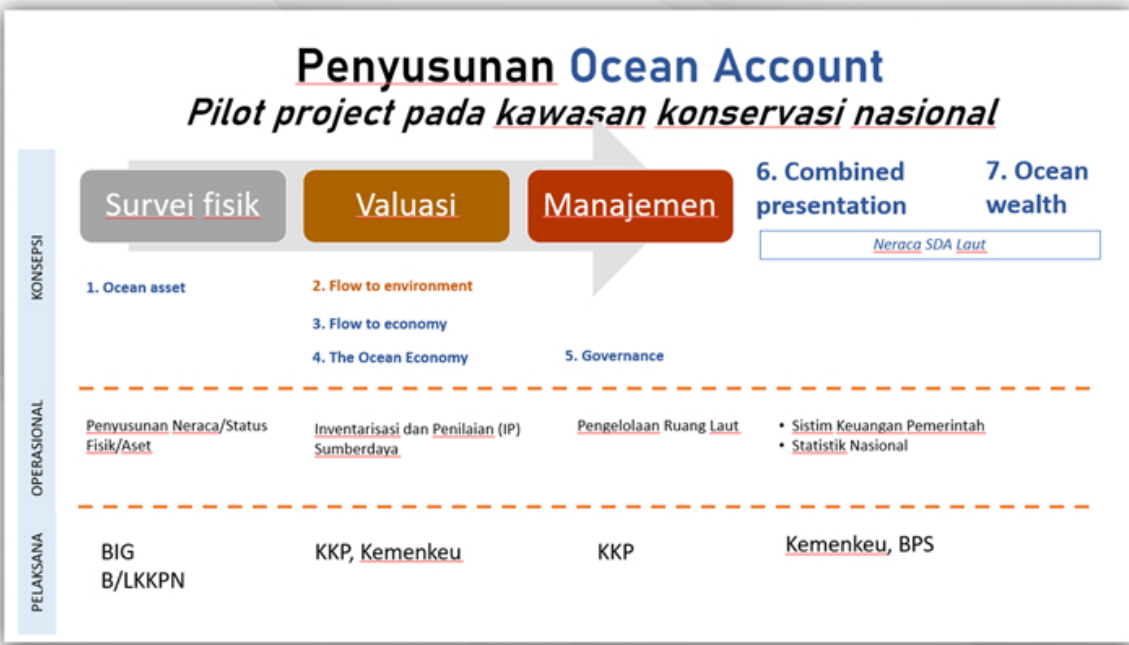 Penyusunan Ocean Account
Pilot project pada kawasan konservasi nasional
KONSEPSI
Survei fisik
Valuasi
Manajemen
6. Combined
presentation
7. Ocean
wealth
Neraca SDA Laut
1. Ocean asset
2. Flow to environment
3. Flow to economy
4. The Ocean Economy
5. Governance
OPERASIONAL
Penyusunan Neraca/Status
Fisik/Aset
Inventarisasi dan Penilaian (IP)
Sumberdaya
Pengelolaan Ruang Laut
• Sistim Keuangan Pemerintah
• Statistik Nasional
PELAKSANA
BIG
B/LKKPN
KKP, Kemenkeu
KKP
Kemenkeu, BPS